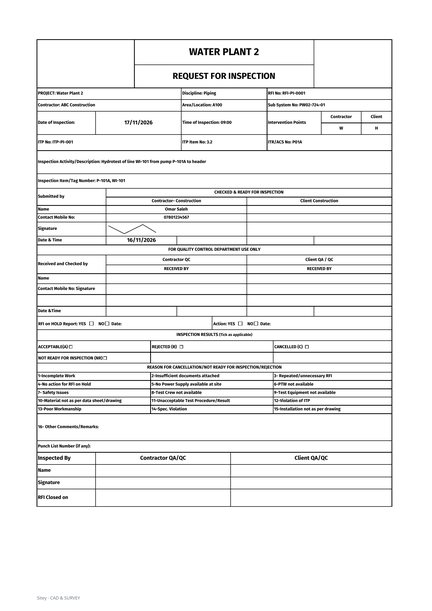 WATER PLANT 2
REQUEST FOR INSPECTION
PROJECT: Water Plant 2 Discipline: Piping RFI No: RFI-PI-0001
Contractor: ABC Construction Area/Location: A100 Sub System No: PW02-724-01
Date of Inspection: 17/11/2026 Time of Inspection: 09:00 Intervention Points Contractor Client
W H
ITP No: ITP-PI-001 ITP Item No: 3.2 ITR/ACS No: P01A
Inspection Activity/Description: Hydrotest of line WI-101 from pump P-101A to header
Inspection Item/Tag Number: P-101A, WI-101
Submitted by CHECKED & READY FOR INSPECTION
Contractor- Construction Client Construction
Name Omar Saleh
Contact Mobile No: 07801234567
Signature
Date & Time 16/11/2026
FOR QUALITY CONTROL DEPARTMENT USE ONLY
Received and Checked by Contractor QC Client QA / QC
RECEIVED BY RECEIVED BY
Name
Contact Mobile No: Signature
Date &Time
RFI on HOLD Report: YES ☐ NO☐ Date: Action: YES ☐ NO☐ Date:
INSPECTION RESULTS (Tick as applicable)
ACCEPTABLE(A)☐ REJECTED (R) ☐ CANCELLED (C) ☐
NOT READY FOR INSPECTION (NR)☐
REASON FOR CANCELLATION/NOT READY FOR INSPECTION/REJECTION
1-Incomplete Work 2-Insufficient documents attached 3- Repeated/unnecessary RFI
4-No action for RFI on Hold 5-No Power Supply available at site 6-PTW not available
7- Safety Issues 8-Test Crew not available 9-Test Equipment not available
10-Material not as per data sheet/drawing 11-Unacceptable Test Procedure/Result 12-Violation of ITP
13-Poor Workmanship 14-Spec. Violation 15-Installation not as per drawing
16- Other Comments/Remarks:
Punch List Number (if any):
Inspected By Contractor QA/QC Client QA/QC
Name
Signature
RFI Closed on
Stay - CAD & SURVEY